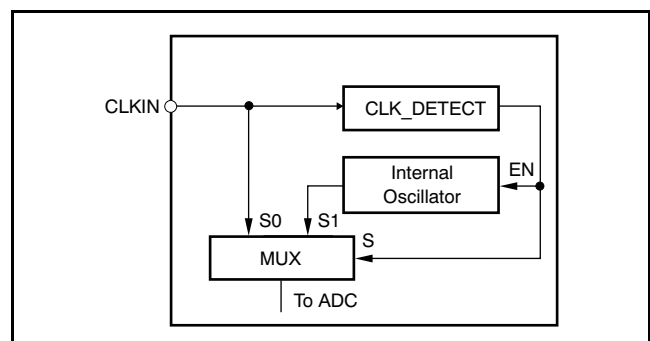 CLKIN
CLK_DETECT
Internal
Oscillator
EN
S0
S1
S
MUX
To ADC